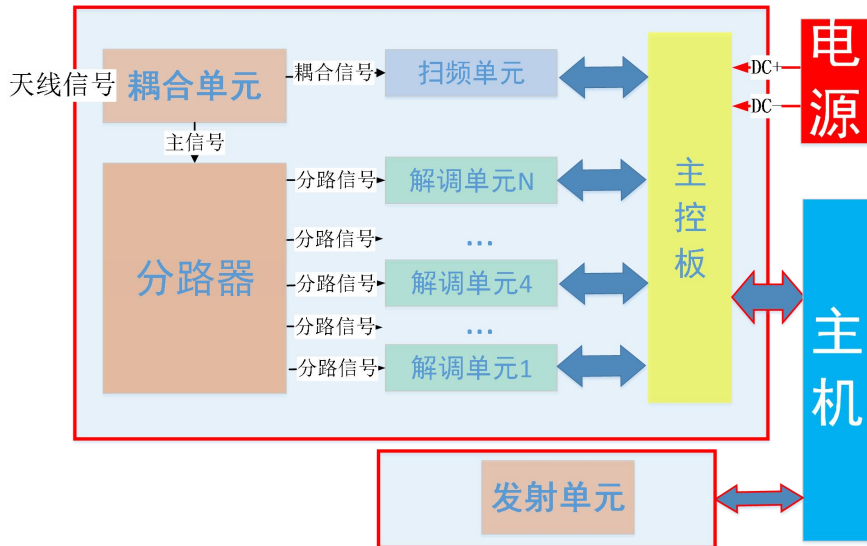 天线信号
耦合单元
耦合信号
扫频单元
DC+
DC-
电源
主信号
分路器
分路信号
解调单元N
分路信号
...
分路信号
解调单元4
分路信号
...
分路信号
解调单元1
主控板
主机
发射单元